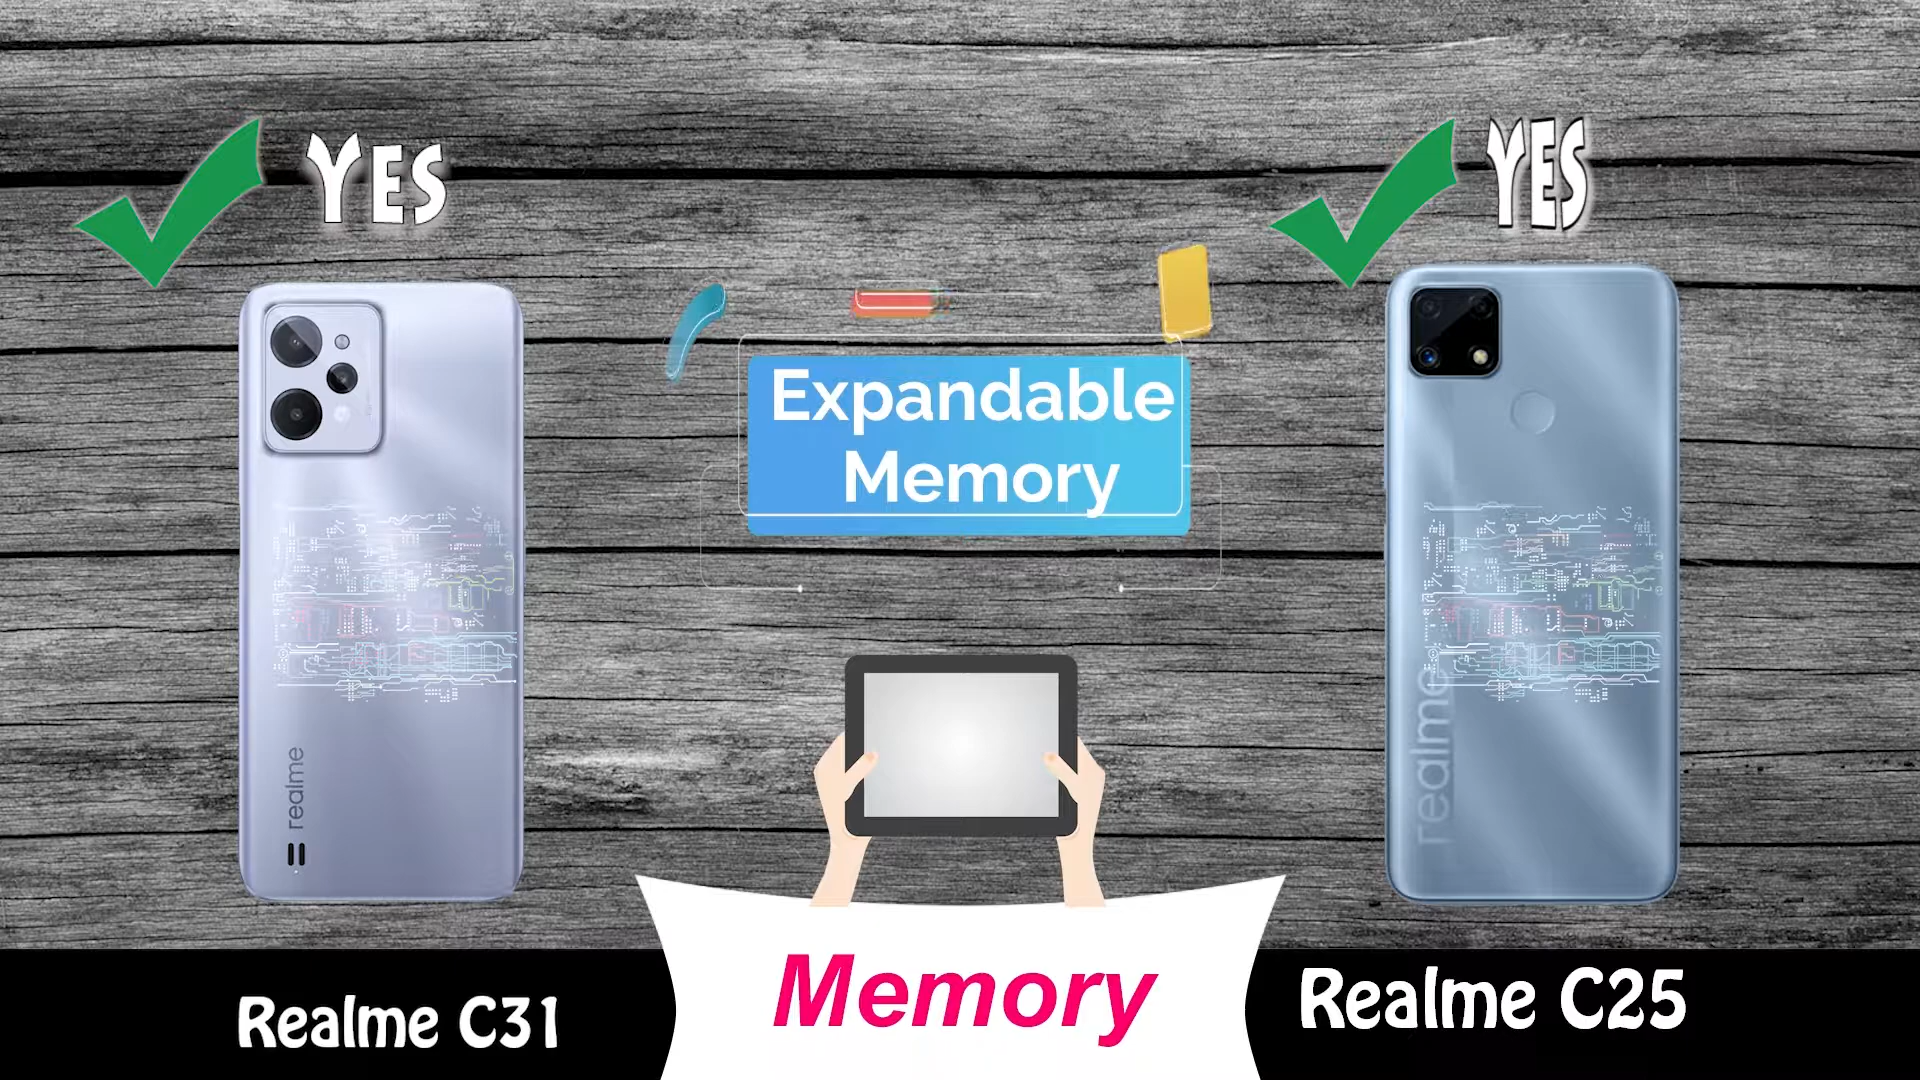 YES
YES
Expandable
Memory
realme
realme
Memory
Realme C31
Realme C25